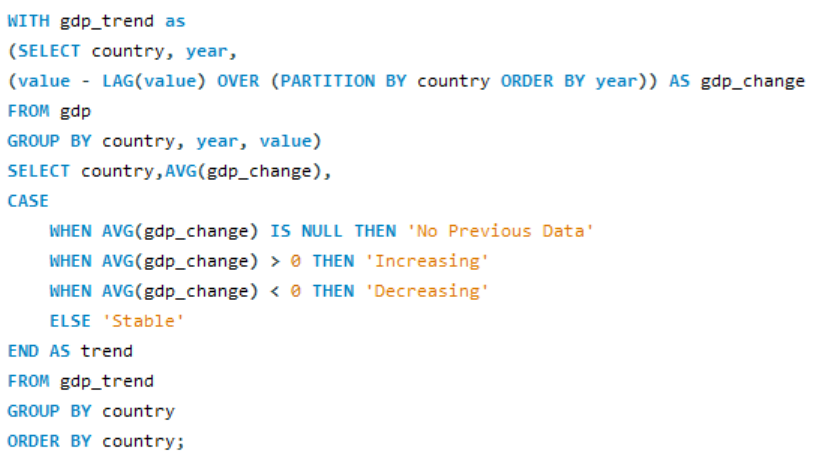 WITH gdp_trend as
(SELECT country, year,
(value - LAG(value) OVER (PARTITION BY country ORDER BY year)) AS gdp_change
FROM gdp
GROUP BY country, year, value)
SELECT country,AVG(gdp_change),
CASE
WHEN AVG(gdp_change) IS NULL THEN 'No Previous Data'
WHEN AVG(gdp_change) > 0 THEN 'Increasing'
WHEN AVG(gdp_change) < 0 THEN 'Decreasing'
ELSE 'Stable'
END AS trend
FROM gdp_trend
GROUP BY country
ORDER BY country;